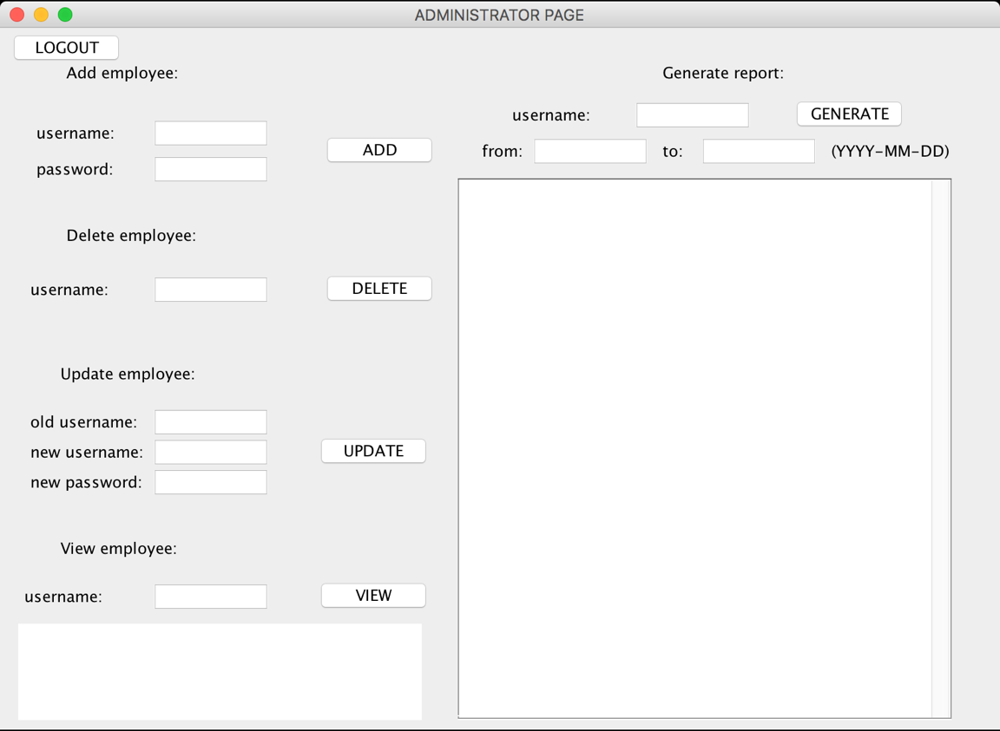 ADMINISTRATOR PAGE
LOGOUT
Add employee:
username:
password:
ADD
Delete employee:
username:
DELETE
Update employee:
old username:
new username:
new password:
UPDATE
View employee:
username:
VIEW
Generate report:
username:
GENERATE
from:
to:
(YYYY-MM-DD)